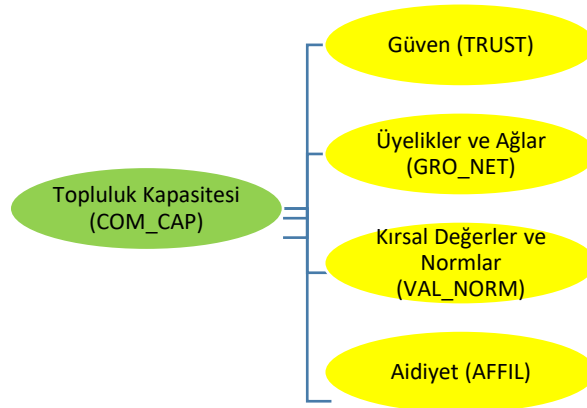 Güven (TRUST)
Üyelikler ve Ağlar
(GRO_NET)
Topluluk Kapasitesi
(COM_CAP)
Kırsal Değerler ve
Normlar
(VAL_NORM)
Aidiyet (AFFIL)